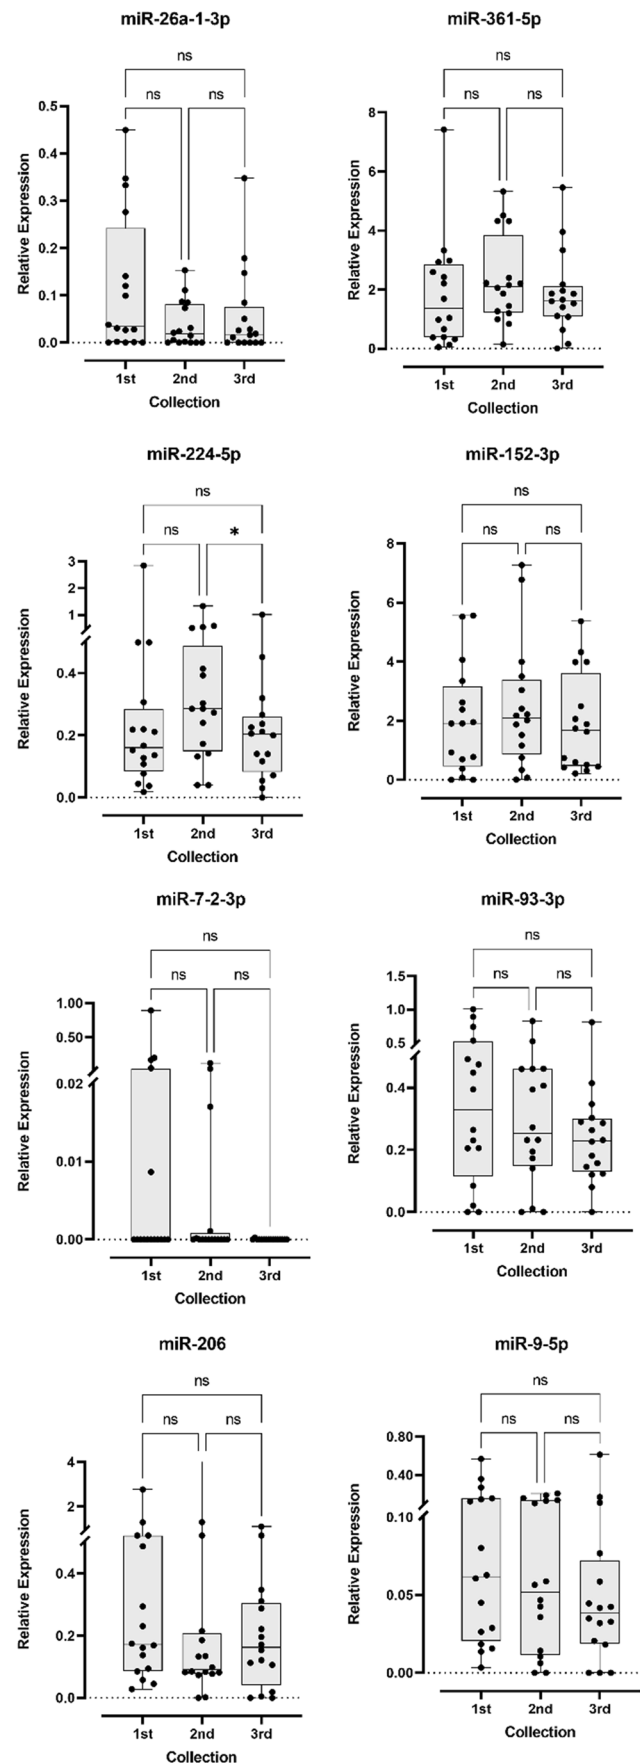 miR-26a-1-3p
ns
ns ns
0.5
0.4
0.3
0.2
0.1
0.0
Relative Expression
1st 2nd 3rd
Collection
miR-361-5p
ns
ns ns
8
6
4
2
0
Relative Expression
1st 2nd 3rd
Collection
miR-224-5p
ns
ns *
3
2
1
0.4
0.2
0.0
Relative Expression
1st 2nd 3rd
Collection
miR-152-3p
ns
ns ns
8
6
4
2
0
Relative Expression
1st 2nd 3rd
Collection
miR-7-2-3p
ns
ns ns
1.00
0.50
0.02
0.01
0.00
Relative Expression
1st 2nd 3rd
Collection
miR-93-3p
ns
ns ns
1.5
1.0
0.5
0.4
0.2
0.0
Relative Expression
1st 2nd 3rd
Collection
miR-206
ns
ns ns
4
2
0.4
0.2
0.0
Relative Expression
1st 2nd 3rd
Collection
miR-9-5p
ns
ns ns
0.80
0.40
0.10
0.05
0.00
Relative Expression
1st 2nd 3rd
Collection